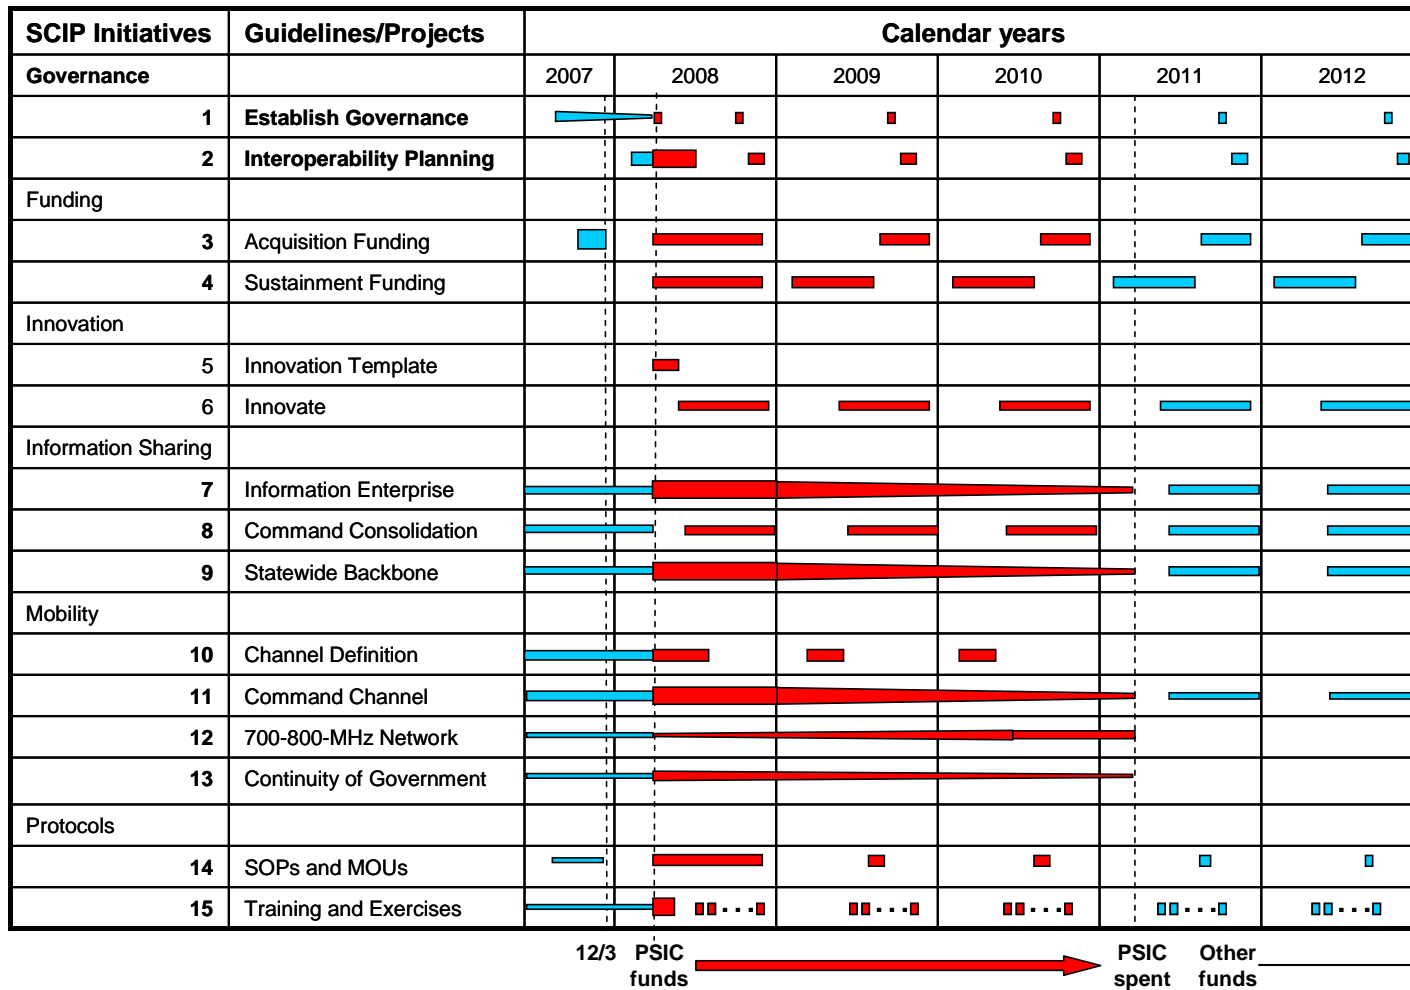 SCIP Initiatives Guidelines/Projects Calendar years
Governance 2007 2008 2009 2010 2011 2012
1 Establish Governance
2 Interoperability Planning
Funding
3 Acquisition Funding
4 Sustainment Funding
Innovation
5 Innovation Template
6 Innovate
Information Sharing
7 Information Enterprise
8 Command Consolidation
9 Statewide Backbone
Mobility
10 Channel Definition
11 Command Channel
12 700-800-MHz Network
13 Continuity of Government
Protocols
14 SOPs and MOUs
15 Training and Exercises
12/3 PSIC PSIC Other
funds spent funds